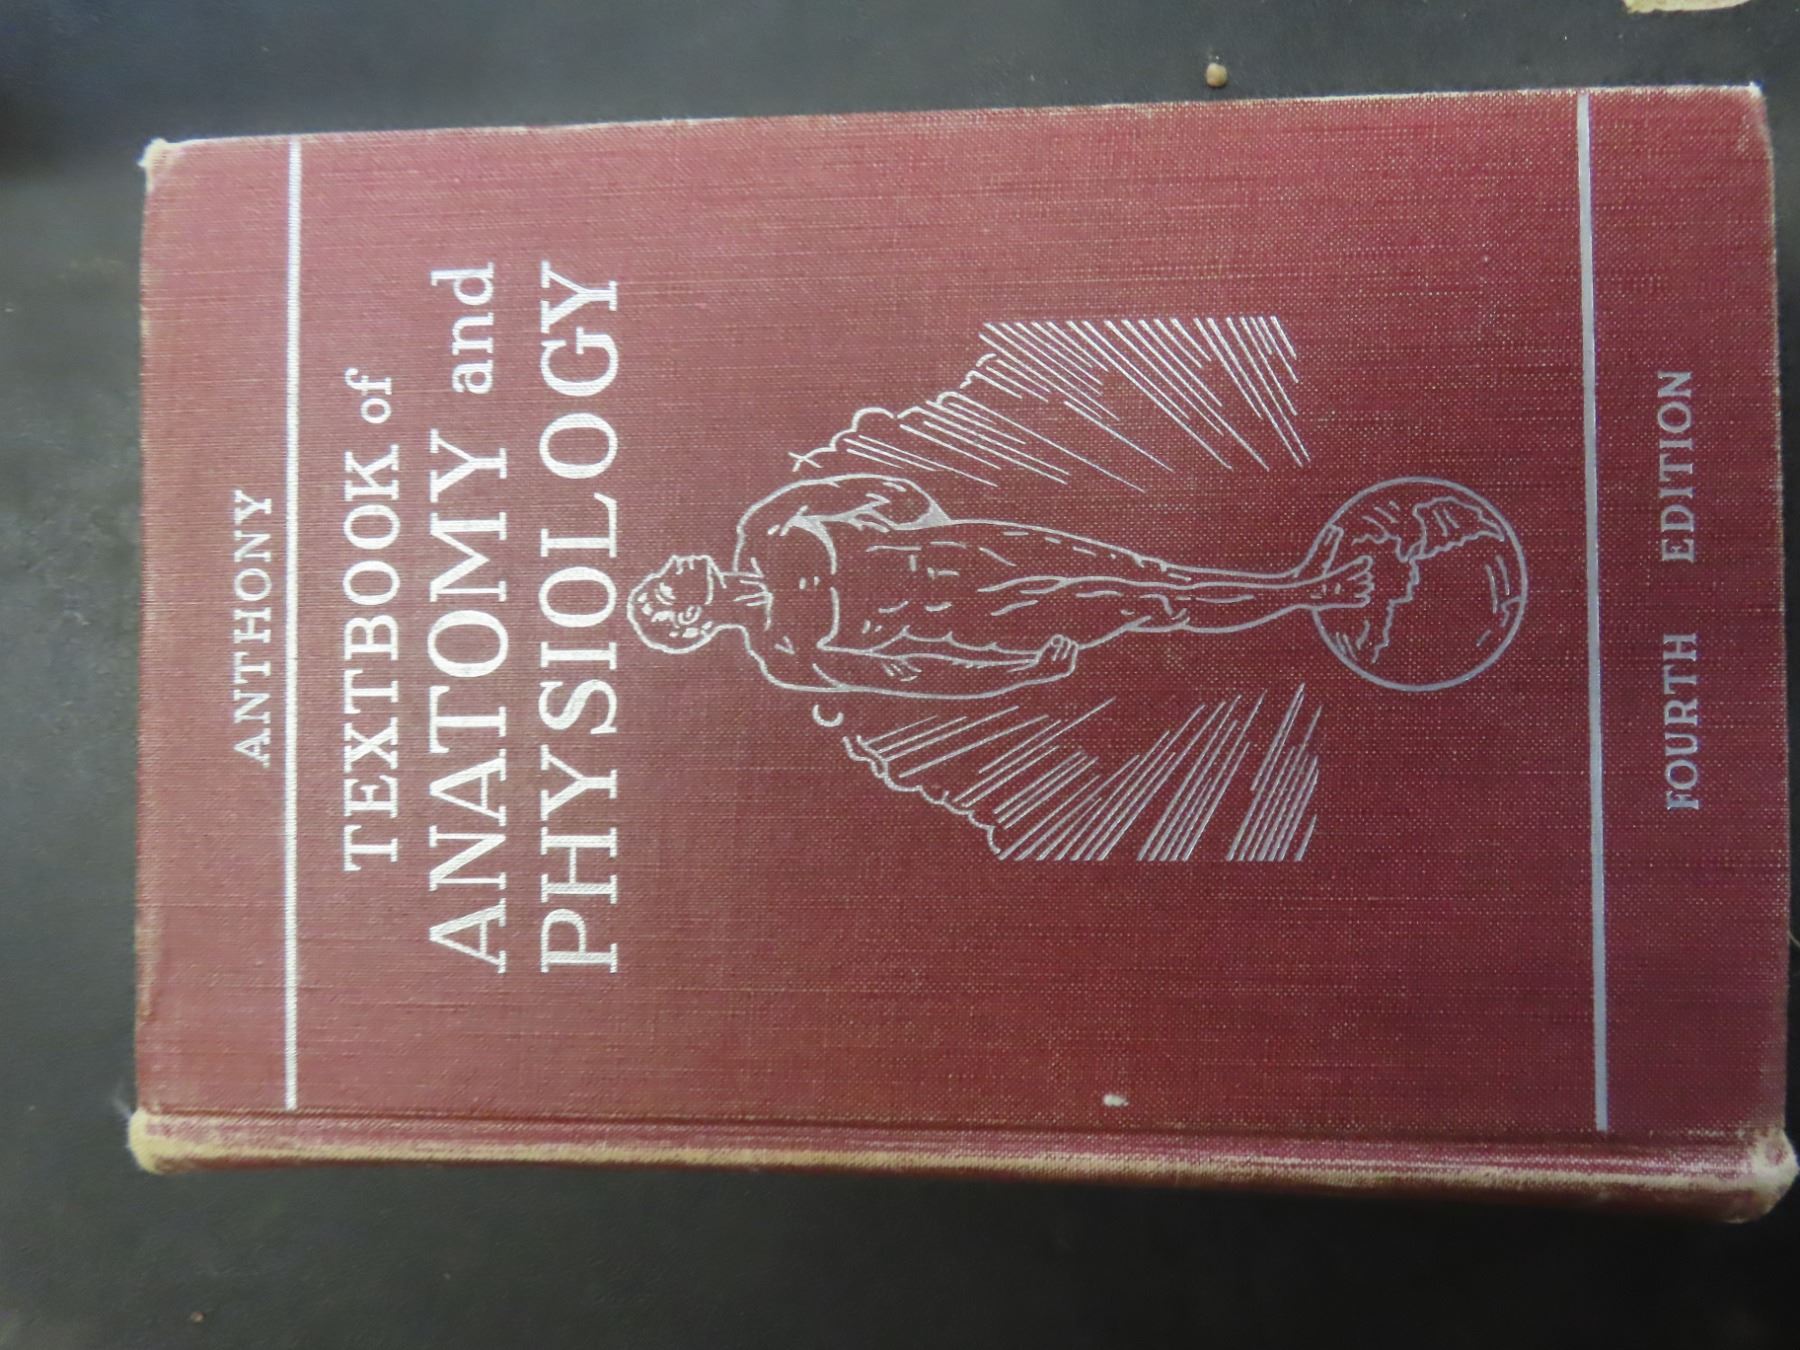 ANTHONY
TEXTBOOK of
ANATOMY and
PHYSIOLOGY
FOURTH EDITION